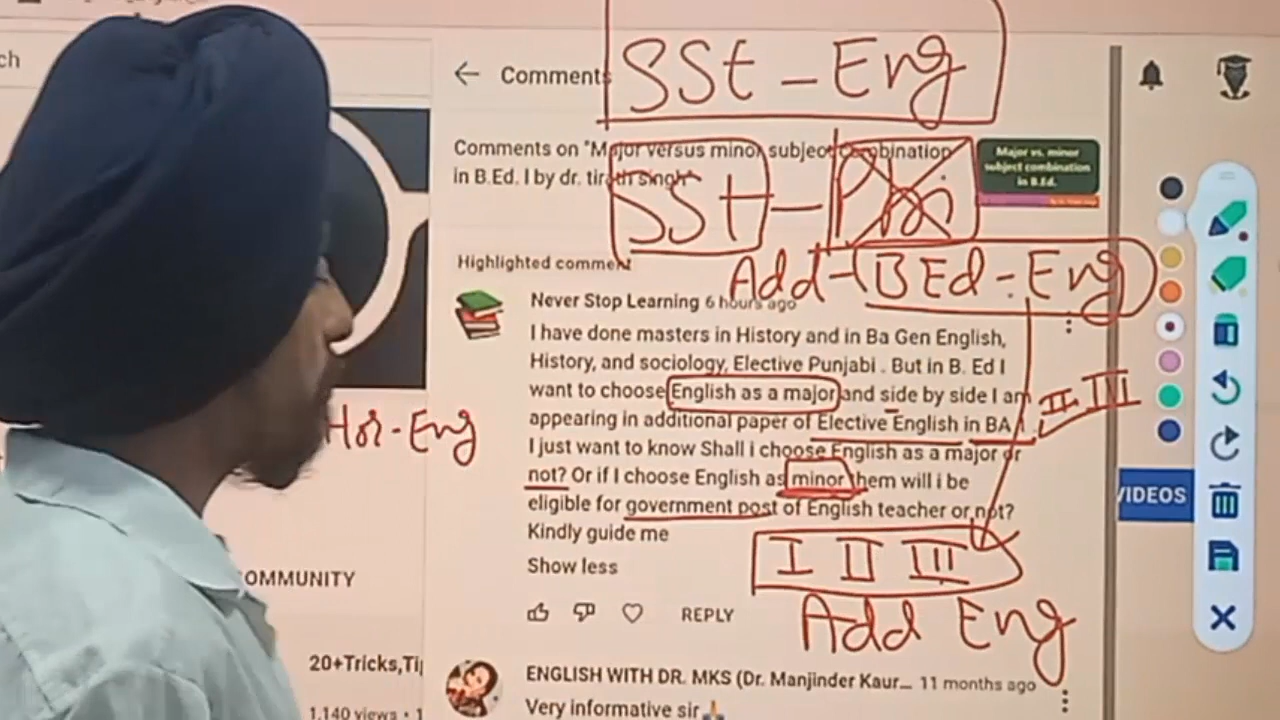 ch
SSt - Eng
← Comments
Comments on "Major versus minor subject combination
in B.Ed. I by dr. tirath singh"
Major vs. minor
subject combination
in B.Ed.
SSt -
Add - BEd - Eng
Highlighted comment
Never Stop Learning 6 hours ago
I have done masters in History and in Ba Gen English,
History, and sociology, Elective Punjabi . But in B. Ed I
want to choose English as a major and side by side I am
appearing in additional paper of Elective English in BA .
II, III
I just want to know Shall i choose English as a major or
not? Or if I choose English as minor them will i be
eligible for government post of English teacher or not?
Kindly guide me
Show less
- Eng
VIDEOS
I II III
Add Eng
COMMUNITY
REPLY
20+Tricks,Ti
1,140 views • 1
ENGLISH WITH DR. MKS (Dr. Manjinder Kaur... 11 months ago
Very informative sir🙏